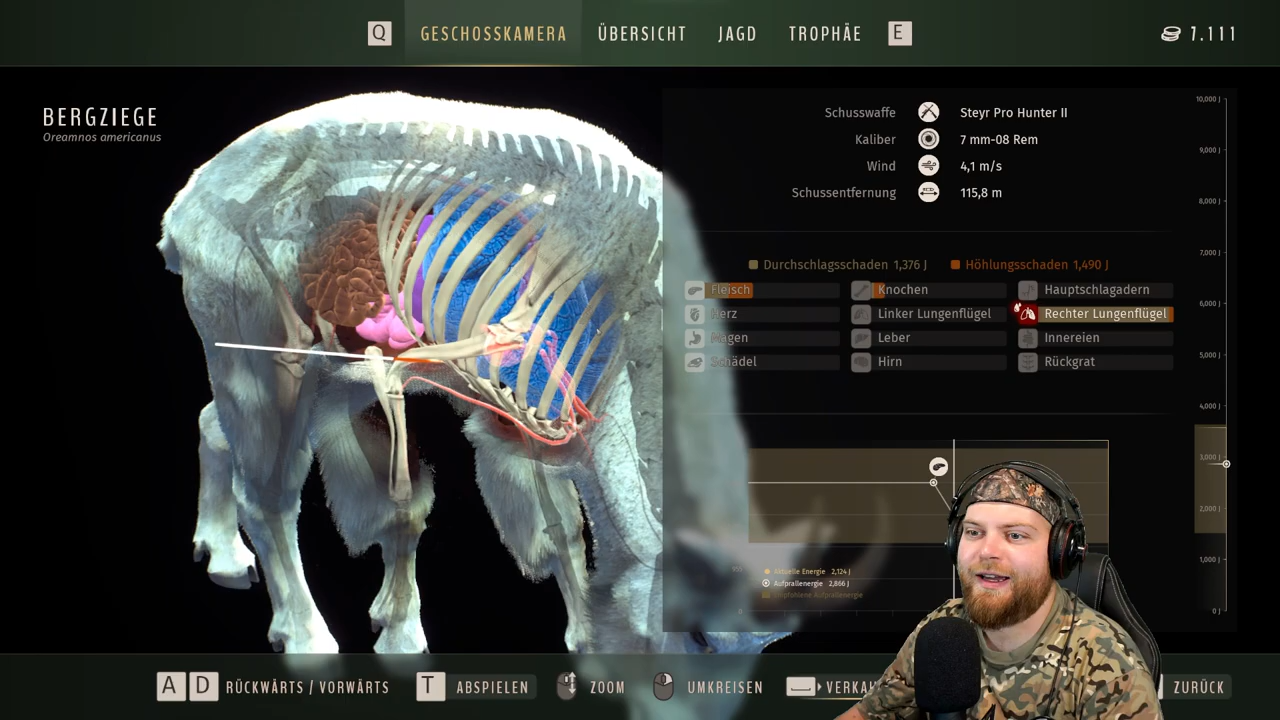 Q GESCHOSSKAMERA ÜBERSICHT JAGD TROPHÄE E 7.111
BERGZIEGE
Oreamnos americanus
Schusswaffe Steyr Pro Hunter II
Kaliber 7 mm-08 Rem
Wind 4,1 m/s
Schussentfernung 115,8 m
Durchschlagsschaden 1,376 J Höhlungsschaden 1,490 J
Fleisch Knochen Hauptschlagadern
Herz Linker Lungenflügel Rechter Lungenflügel
Magen Leber Innereien
Schädel Hirn Rückgrat
10,000 J
9,000 J
8,000 J
7,000 J
6,000 J
5,000 J
4,000 J
3,000 J
2,000 J
1,000 J
0 J
Aktuelle Energie 2,124 J
Aufprallenergie 2,866 J
Empfohlene Aufprallenergie
0
A D RÜCKWÄRTS / VORWÄRTS T ABSPIELEN ZOOM UMKREISEN VERKAU ZURÜCK